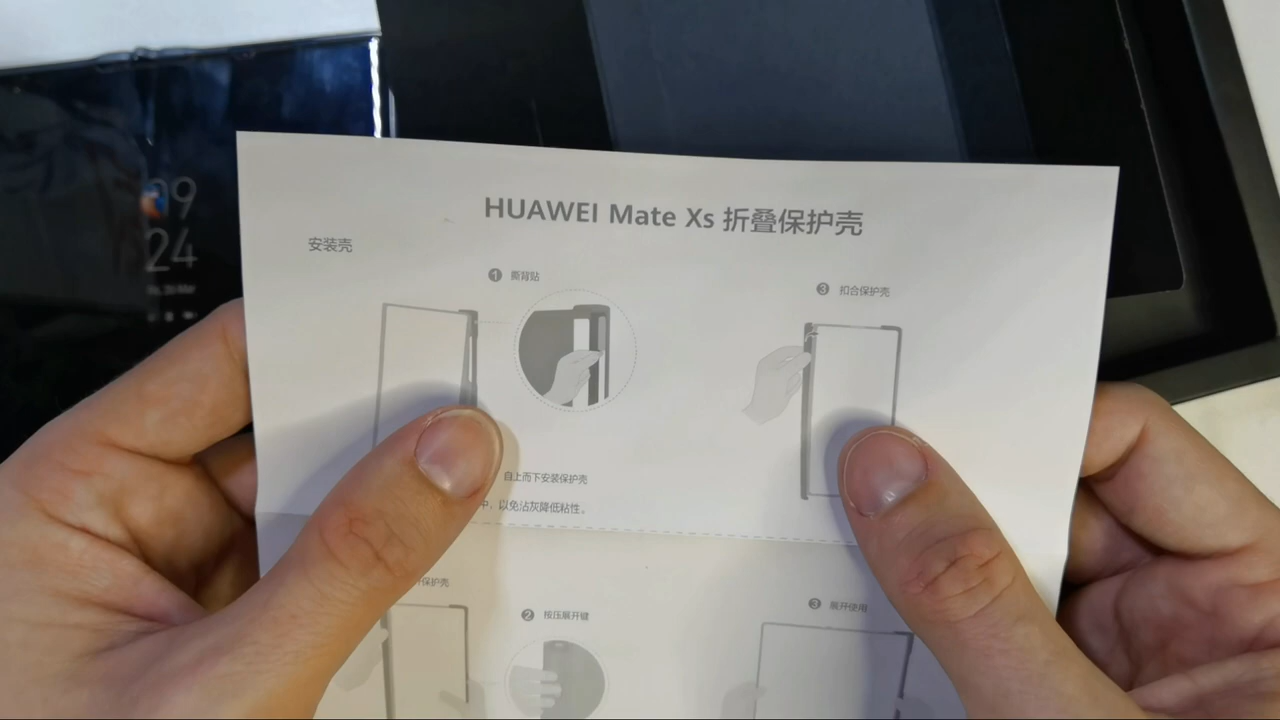 09
24
HUAWEI Mate Xs 折叠保护壳
安装壳
1 撕背贴
3 扣合保护壳
自上而下安装保护壳
中，以免沾灰降低粘性。
保护壳
2 按压展开键
3 展开使用